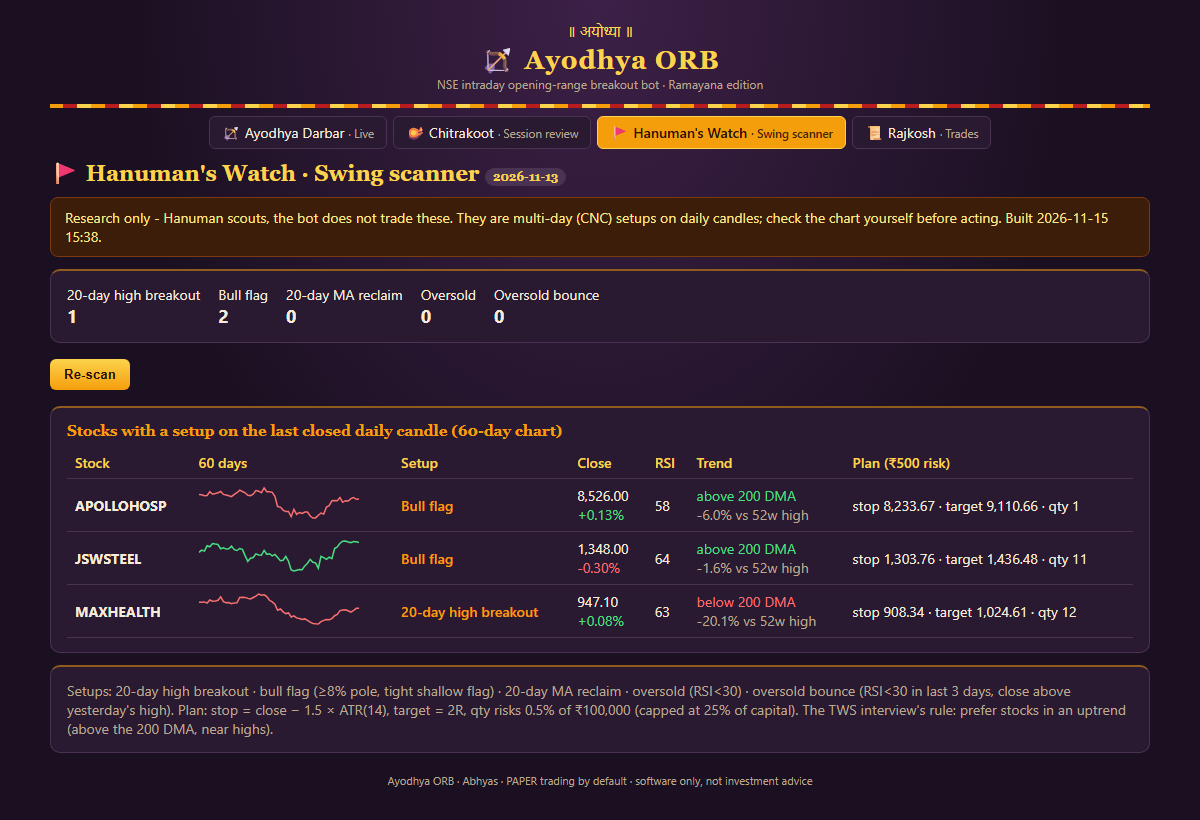 ॥ अयोध्या ॥
Ayodhya ORB
NSE intraday opening-range breakout bot · Ramayana edition
Ayodhya Darbar · Live
Chitrakoot · Session review
Hanuman's Watch · Swing scanner
Rajkosh · Trades
Hanuman's Watch · Swing scanner 2026-11-13
Research only - Hanuman scouts, the bot does not trade these. They are multi-day (CNC) setups on daily candles; check the chart yourself before acting. Built 2026-11-15
15:38.
20-day high breakout Bull flag 20-day MA reclaim Oversold Oversold bounce
1 2 0 0 0
Re-scan
Stocks with a setup on the last closed daily candle (60-day chart)
Stock 60 days Setup Close RSI Trend Plan (₹500 risk)
APOLLOHOSP Bull flag 8,526.00 58 above 200 DMA stop 8,233.67 · target 9,110.66 · qty 1
+0.13% -6.0% vs 52w high
JSWSTEEL Bull flag 1,348.00 64 above 200 DMA stop 1,303.76 · target 1,436.48 · qty 11
-0.30% -1.6% vs 52w high
MAXHEALTH 20-day high breakout 947.10 63 below 200 DMA stop 908.34 · target 1,024.61 · qty 12
+0.08% -20.1% vs 52w high
Setups: 20-day high breakout · bull flag (≥8% pole, tight shallow flag) · 20-day MA reclaim · oversold (RSI<30) · oversold bounce (RSI<30 in last 3 days, close above
yesterday's high). Plan: stop = close − 1.5 × ATR(14), target = 2R, qty risks 0.5% of ₹100,000 (capped at 25% of capital). The TWS interview's rule: prefer stocks in an uptrend
(above the 200 DMA, near highs).
Ayodhya ORB · Abhyas · PAPER trading by default · software only, not investment advice